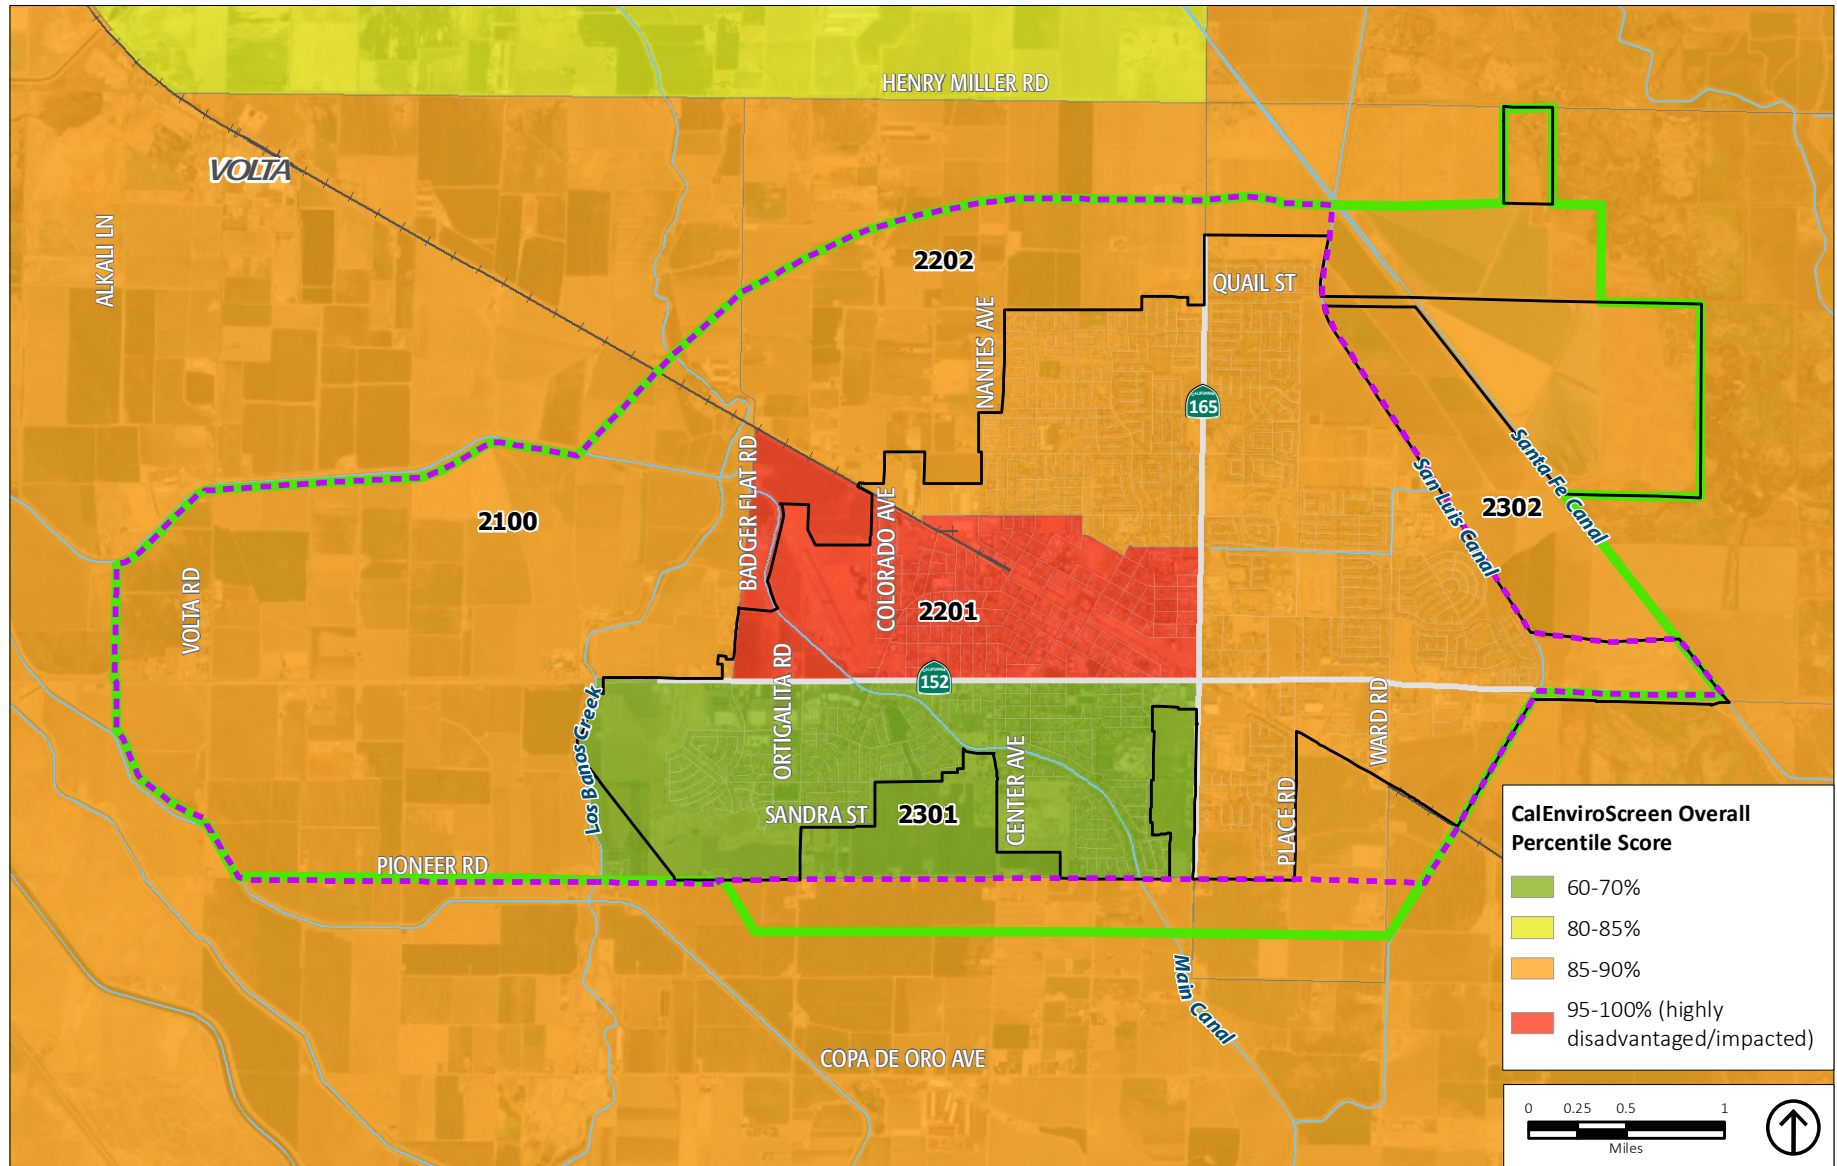 HENRY MILLER RD
VOLTA
ALKALI LN
2202
QUAIL ST
NANTES AVE
CALIFORNIA
165
Santa Fe Canal
San Luis Canal
2302
2100
BADGER FLAT RD
COLORADO AVE
VOLTA RD
2201
CALIFORNIA
152
ORTIGALITA RD
Los Banos Creek
WARD RD
CENTER AVE
PLACE RD
SANDRA ST
2301
PIONEER RD
Main Canal
COPA DE ORO AVE
CalEnviroScreen Overall
Percentile Score
60-70%
80-85%
85-90%
95-100% (highly
disadvantaged/impacted)
0 0.25 0.5 1
Miles